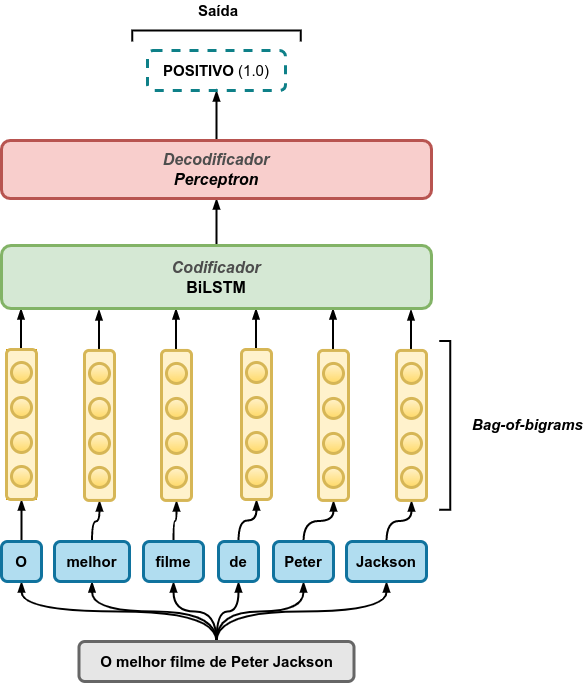 Saída
POSITIVO (1.0)
Decodificador
Perceptron
Codificador
BiLSTM
Bag-of-bigrams
O melhor filme de Peter Jackson
O melhor filme de Peter Jackson